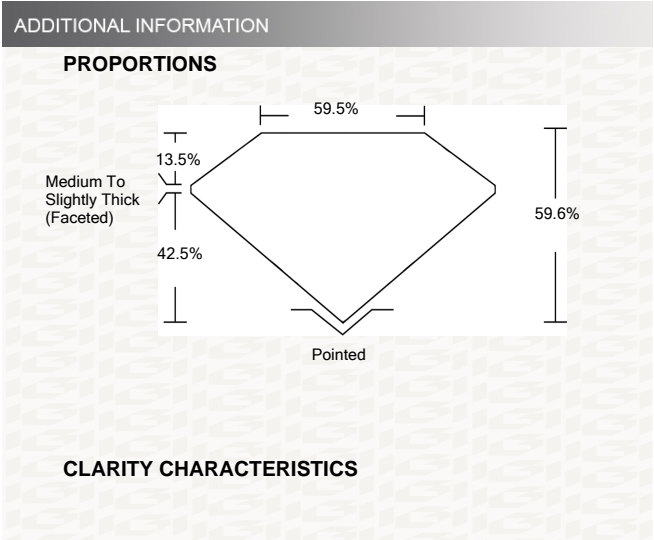 ADDITIONAL INFORMATION
PROPORTIONS
59.5%
13.5%
Medium To
Slightly Thick
(Faceted)
59.6%
42.5%
Pointed
CLARITY CHARACTERISTICS